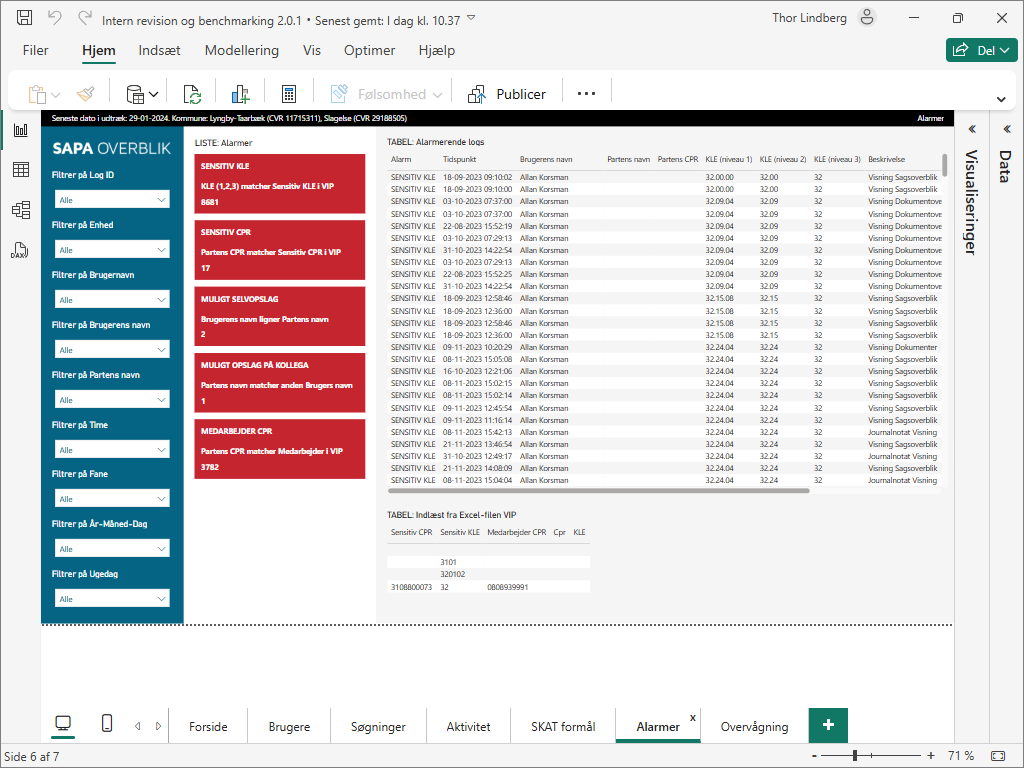 Intern revision og benchmarking 2.0.1 • Senest gemt: I dag kl. 10.37
Thor Lindberg
Filer Hjem Indsæt Modellering Vis Optimer Hjælp
Del
Følsomhed
Publicer
Seneste dato i udtræk: 29-01-2024. Kommune: Lyngby-Taarbæk (CVR 11715311), Slagelse (CVR 29188505)
Alarmer
SAPA OVERBLIK
Filtrer på Log ID
Alle
Filtrer på Enhed
Alle
Filtrer på Brugernavn
Alle
Filtrer på Brugerens navn
Alle
Filtrer på Partens navn
Alle
Filtrer på Time
Alle
Filtrer på Fane
Alle
Filtrer på År-Måned-Dag
Alle
Filtrer på Ugedag
Alle
LISTE: Alarmer
SENSITIV KLE
KLE (1,2,3) matcher Sensitiv KLE i VIP
8681
SENSITIV CPR
Partens CPR matcher Sensitiv CPR i VIP
17
MULIGT SELVOPSLAG
Brugerens navn ligner Partens navn
2
MULIGT OPSLAG PÅ KOLLEGA
Partens navn matcher anden Brugers navn
1
MEDARBEJDER CPR
Partens CPR matcher Medarbejder i VIP
3782
TABEL: Alarmerende logs
Alarm Tidspunkt Brugerens navn Partens navn Partens CPR KLE (niveau 1) KLE (niveau 2) KLE (niveau 3) Beskrivelse
SENSITIV KLE 18-09-2023 09:10:02 Allan Korsman 32.00.00 32.00 32 Visning Sagsoverblik
SENSITIV KLE 18-09-2023 09:10:00 Allan Korsman 32.00.00 32.00 32 Visning Sagsoverblik
SENSITIV KLE 03-10-2023 07:37:00 Allan Korsman 32.09.04 32.09 32 Visning Dokumentove
SENSITIV KLE 03-10-2023 07:37:00 Allan Korsman 32.09.04 32.09 32 Visning Dokumentove
SENSITIV KLE 22-08-2023 15:52:19 Allan Korsman 32.09.04 32.09 32 Visning Dokumentove
SENSITIV KLE 03-10-2023 07:29:13 Allan Korsman 32.09.04 32.09 32 Visning Dokumentove
SENSITIV KLE 31-10-2023 14:22:54 Allan Korsman 32.09.04 32.09 32 Visning Dokumentove
SENSITIV KLE 03-10-2023 07:29:13 Allan Korsman 32.09.04 32.09 32 Visning Dokumentove
SENSITIV KLE 22-08-2023 15:52:25 Allan Korsman 32.09.04 32.09 32 Visning Dokumentove
SENSITIV KLE 31-10-2023 14:22:54 Allan Korsman 32.09.04 32.09 32 Visning Dokumentove
SENSITIV KLE 18-09-2023 12:58:46 Allan Korsman 32.15.08 32.15 32 Visning Sagsoverblik
SENSITIV KLE 18-09-2023 12:36:00 Allan Korsman 32.15.08 32.15 32 Visning Sagsoverblik
SENSITIV KLE 18-09-2023 12:58:46 Allan Korsman 32.15.08 32.15 32 Visning Sagsoverblik
SENSITIV KLE 18-09-2023 12:36:00 Allan Korsman 32.15.08 32.15 32 Visning Sagsoverblik
SENSITIV KLE 09-11-2023 10:20:29 Allan Korsman 32.24.04 32.24 32 Visning Dokumenter
SENSITIV KLE 08-11-2023 15:05:08 Allan Korsman 32.24.04 32.24 32 Visning Sagsoverblik
SENSITIV KLE 16-10-2023 12:21:06 Allan Korsman 32.24.04 32.24 32 Visning Sagsoverblik
SENSITIV KLE 08-11-2023 15:02:15 Allan Korsman 32.24.04 32.24 32 Visning Sagsoverblik
SENSITIV KLE 08-11-2023 15:02:14 Allan Korsman 32.24.04 32.24 32 Visning Sagsoverblik
SENSITIV KLE 09-11-2023 12:45:54 Allan Korsman 32.24.04 32.24 32 Visning Sagsoverblik
SENSITIV KLE 09-11-2023 11:16:14 Allan Korsman 32.24.04 32.24 32 Visning Sagsoverblik
SENSITIV KLE 08-11-2023 15:42:13 Allan Korsman 32.24.04 32.24 32 Journalnotat Visning
SENSITIV KLE 21-11-2023 13:46:54 Allan Korsman 32.24.04 32.24 32 Visning Sagsoverblik
SENSITIV KLE 31-10-2023 12:49:17 Allan Korsman 32.24.04 32.24 32 Journalnotat Visning
SENSITIV KLE 21-11-2023 14:08:09 Allan Korsman 32.24.04 32.24 32 Visning Sagsoverblik
SENSITIV KLE 08-11-2023 15:04:04 Allan Korsman 32.24.04 32.24 32 Journalnotat Visning
TABEL: Indlæst fra Excel-filen VIP
Sensitiv CPR Sensitiv KLE Medarbejder CPR Cpr KLE
3101
320102
3108800073 32 0808939991
Visualiseringer
Data
DAX
Forside Brugere Søgninger Aktivitet SKAT formål Alarmer x Overvågning +
Side 6 af 7
- + 71 %